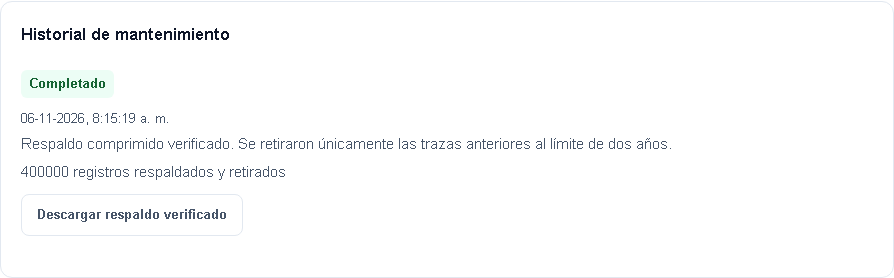 Historial de mantenimiento
Completado
06-11-2026, 8:15:19 a. m.
Respaldo comprimido verificado. Se retiraron únicamente las trazas anteriores al límite de dos años.
400000 registros respaldados y retirados
Descargar respaldo verificado